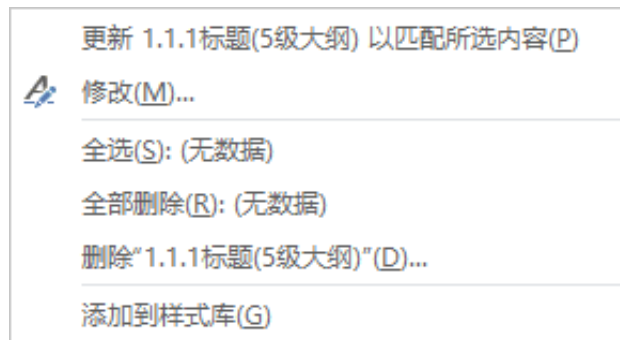 更新 1.1.1标题(5级大纲) 以匹配所选内容(P)
修改(M)...
全选(S): (无数据)
全部删除(R): (无数据)
删除“1.1.1标题(5级大纲)”(D)...
添加到样式库(G)